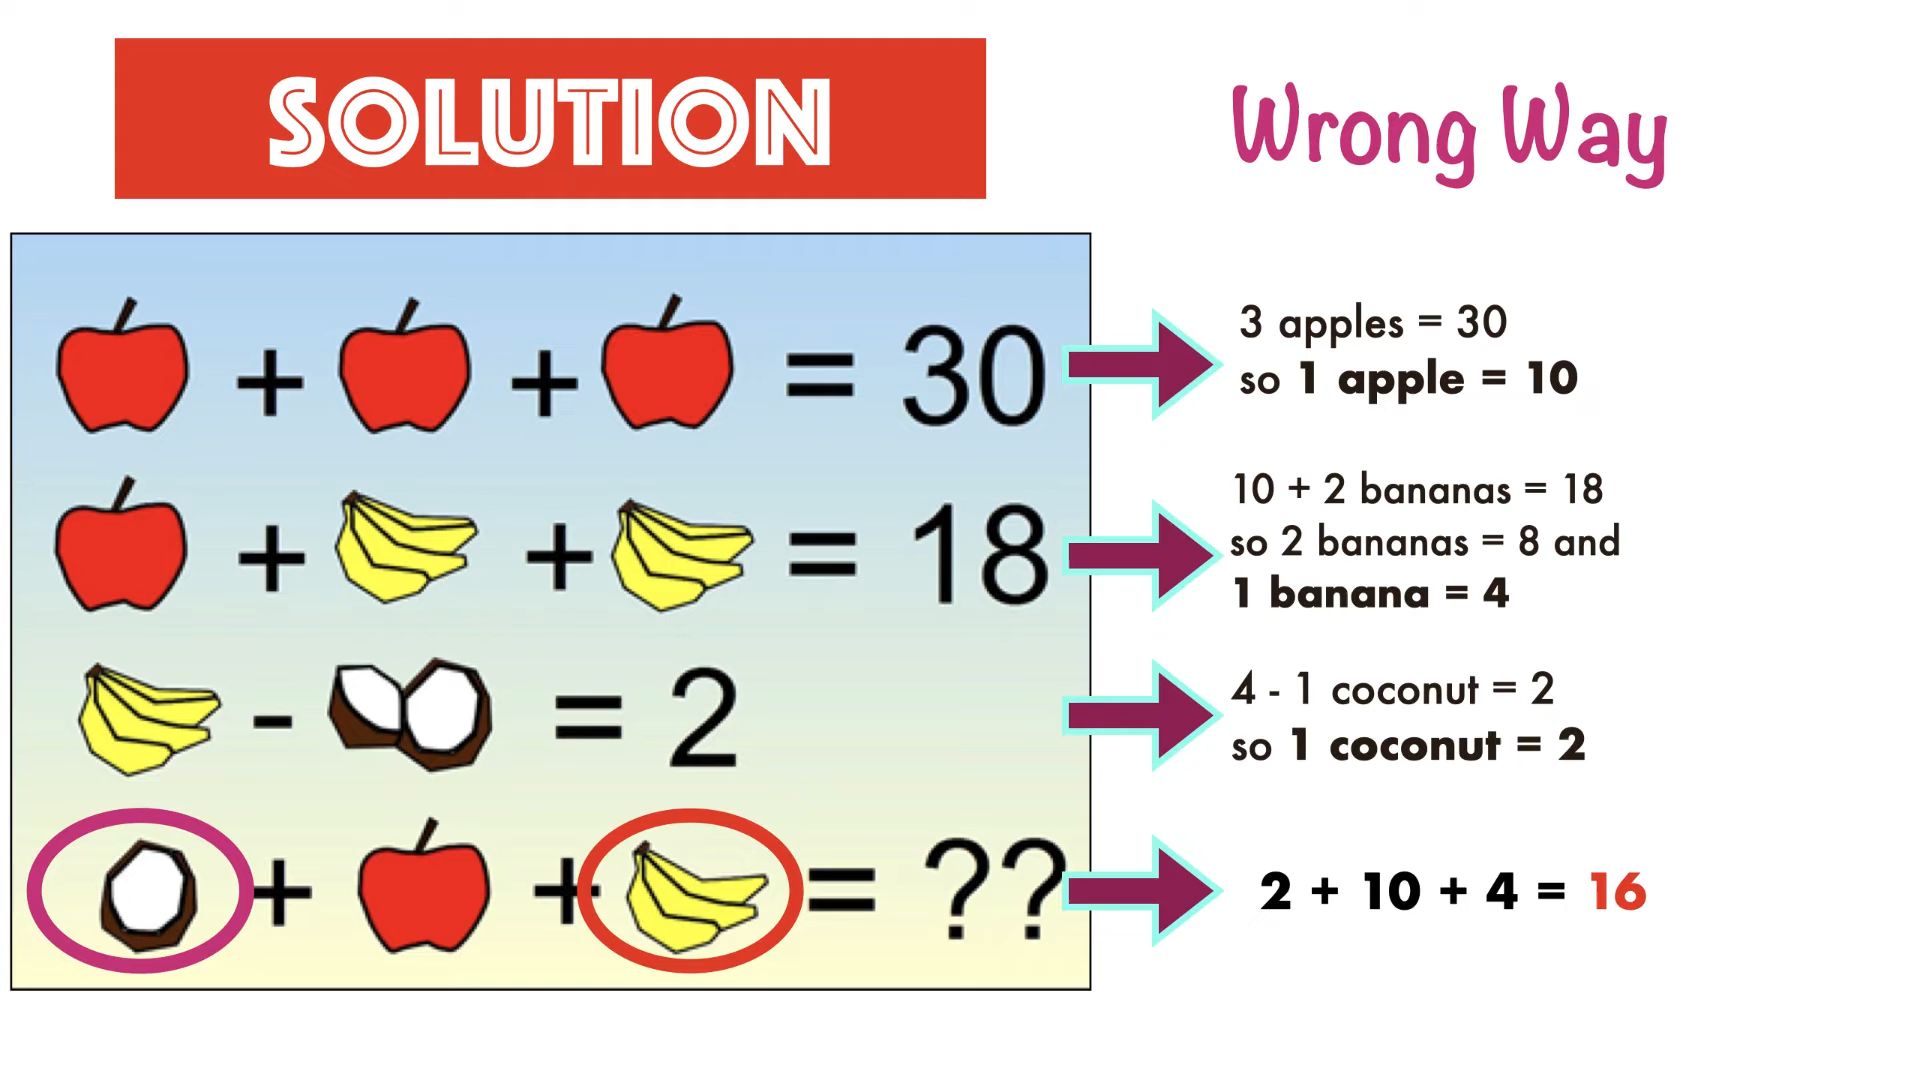 SOLUTION
Wrong Way
+ + = 30
3 apples = 30
so 1 apple = 10
+ + = 18
10 + 2 bananas = 18
so 2 bananas = 8 and
1 banana = 4
- = 2
4 - 1 coconut = 2
so 1 coconut = 2
+ + = ??
2 + 10 + 4 = 16